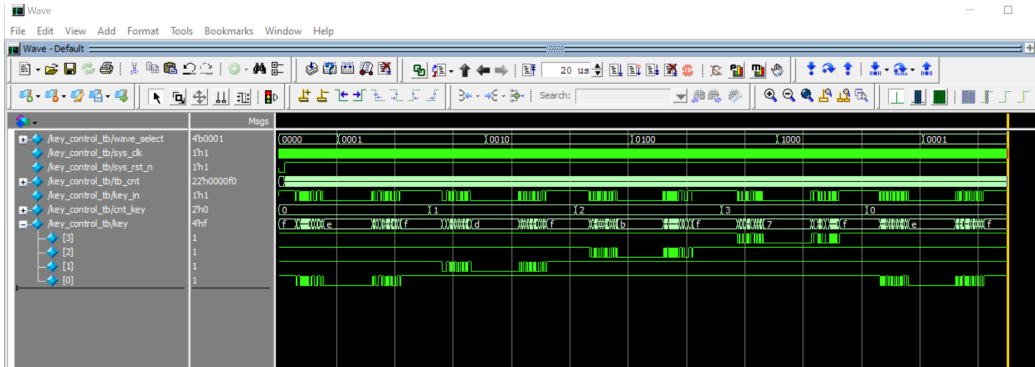 Wave
File Edit View Add Format Tools Bookmarks Window Help
Wave - Default
20 us
Search:
Msgs
/key_control_tb/wave_select 4'b0001 0000 0001 0010 0100 1000 0001
/key_control_tb/sys_clk 1'h1
/key_control_tb/sys_rst_n 1'h1
/key_control_tb/tb_cnt 22'h0000f0
/key_control_tb/key_in 1'h1
/key_control_tb/cnt_key 2'h0 0 1 2 3 0
/key_control_tb/key 4'hf f e f d f b f 7 f e f
[3] 1
[2] 1
[1] 1
[0] 1